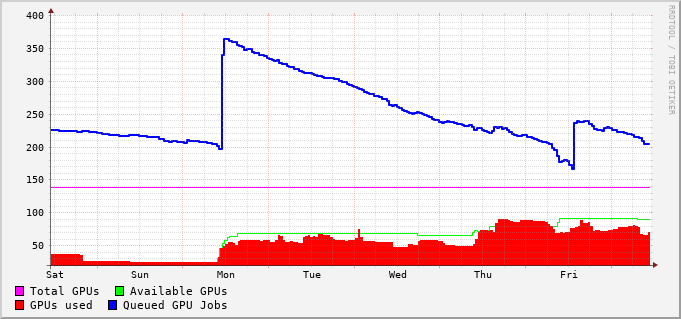 400
350
300
250
200
150
100
50
Sat Sun Mon Tue Wed Thu Fri
Total GPUs Available GPUs
GPUs used Queued GPU Jobs
RRDTOOL / TOBI OETIKER